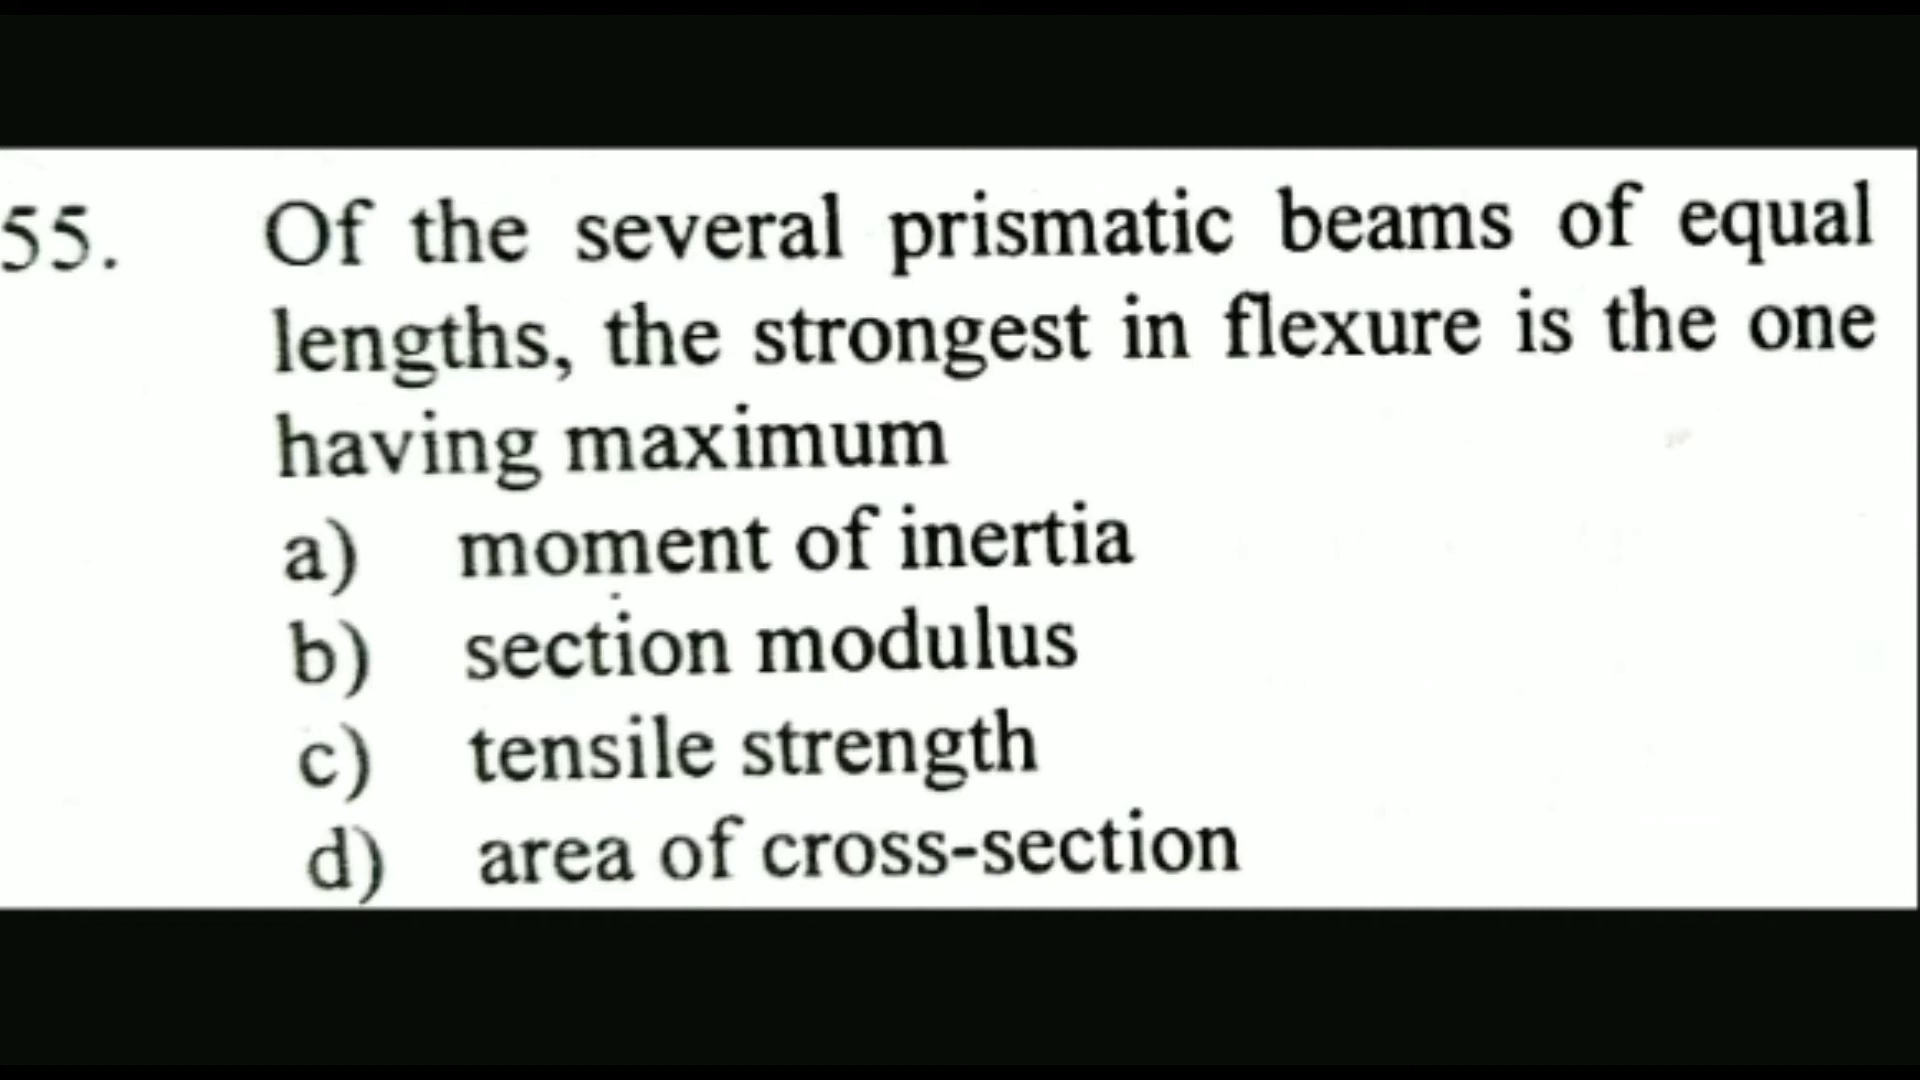 55. Of the several prismatic beams of equal
lengths, the strongest in flexure is the one
having maximum
a) moment of inertia
b) section modulus
c) tensile strength
d) area of cross-section